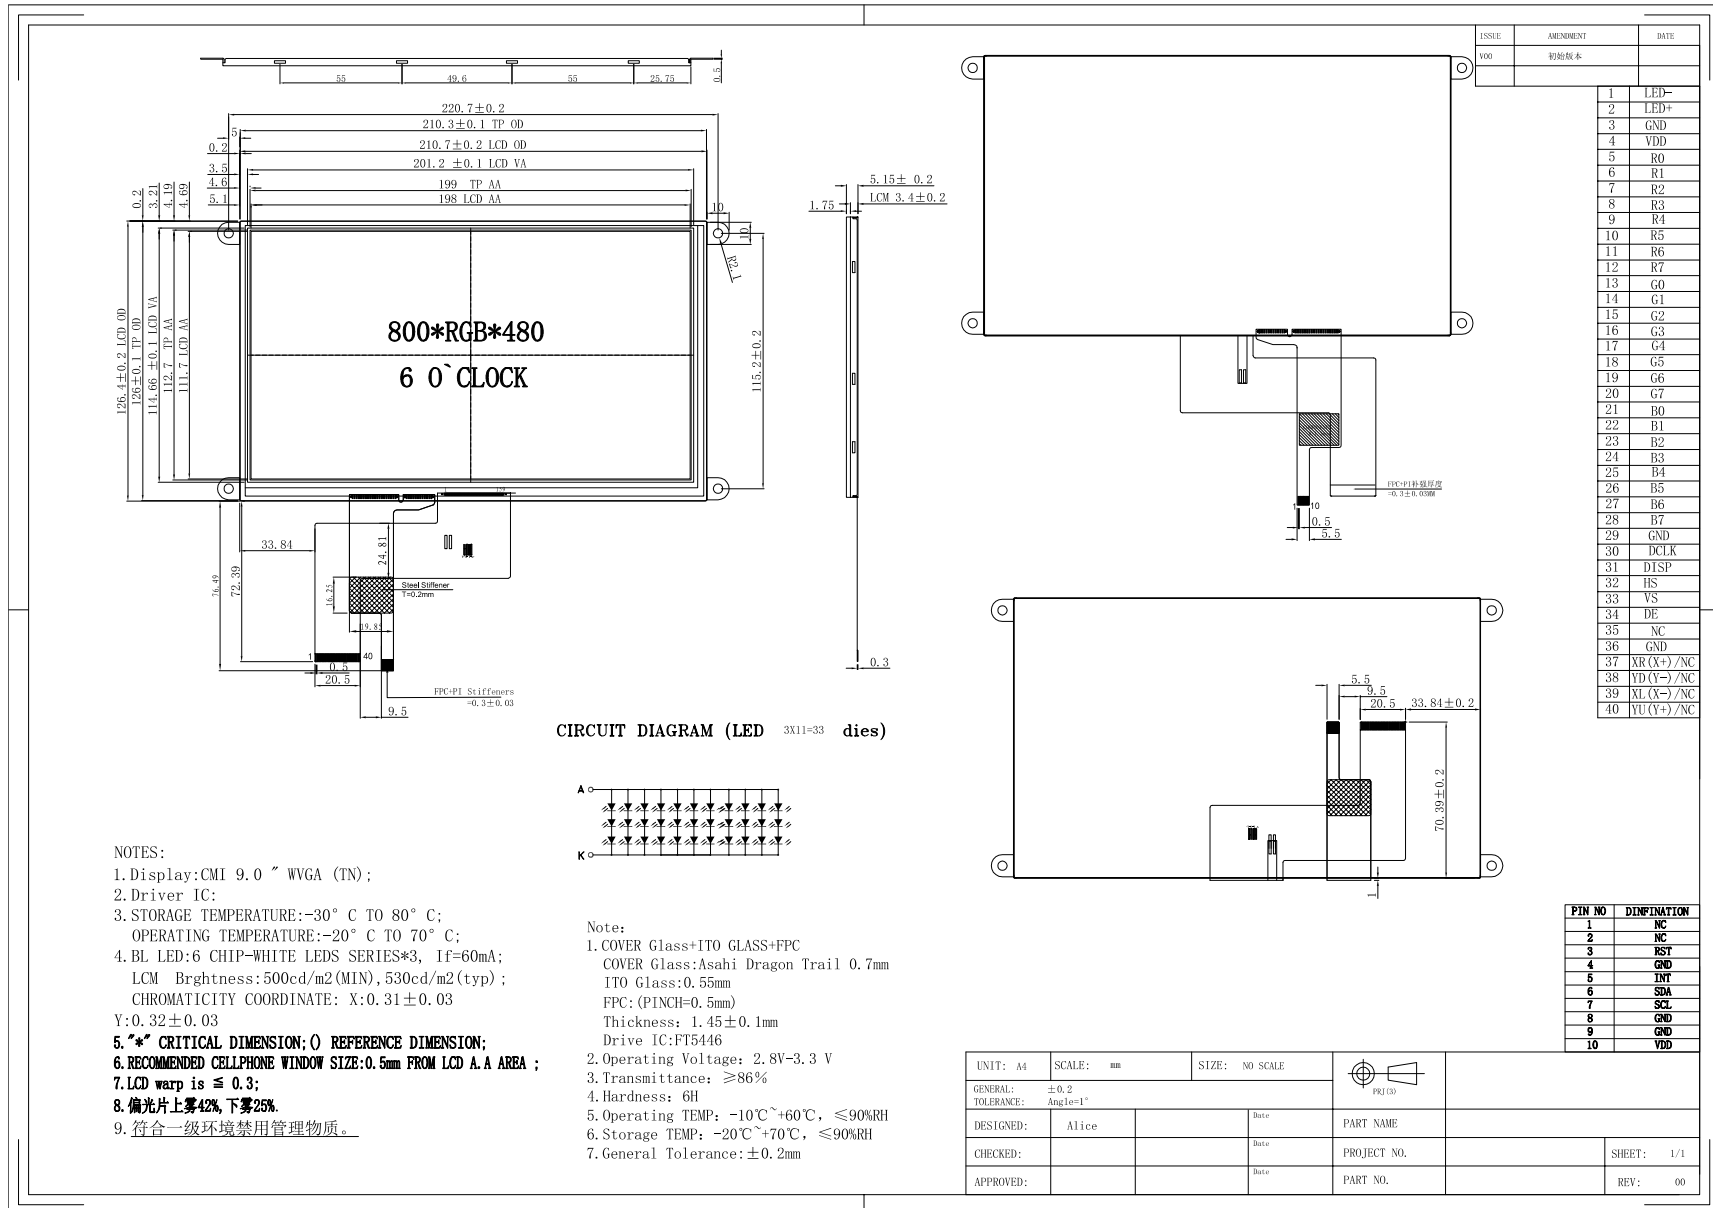 ISSUE AMENDMENT DATE
V00 初始版本
55 49.6 55 25.75 0.5
220.7±0.2
210.3±0.1 TP OD
5
210.7±0.2 LCD OD
0.2
201.2 ±0.1 LCD VA
3.5
199 TP AA
4.6
198 LCD AA
5.1
0.2
3.21
4.19
4.69
10
10
R2.1
126.4±0.2 LCD OD
126±0.1 TP OD
114.66 ±0.1 LCD VA
112.7 TP AA
111.7 LCD AA
115.2±0.2
800*RGB*480
6 O`CLOCK
5.15± 0.2
LCM 3.4±0.2
1.75
0.3
33.84
24.81
76.49
72.39
16.25
Steel Stiffener
T=0.2mm
19.85
1 40
0.5
20.5
9.5
FPC+PI Stiffeners
=0.3±0.03
FPC+PI补强厚度
=0.3±0.03MM
1 10
0.5
5.5
5.5
9.5
20.5 33.84±0.2
70.39±0.2
1
1 LED-
2 LED+
3 GND
4 VDD
5 R0
6 R1
7 R2
8 R3
9 R4
10 R5
11 R6
12 R7
13 G0
14 G1
15 G2
16 G3
17 G4
18 G5
19 G6
20 G7
21 B0
22 B1
23 B2
24 B3
25 B4
26 B5
27 B6
28 B7
29 GND
30 DCLK
31 DISP
32 HS
33 VS
34 DE
35 NC
36 GND
37 XR(X+)/NC
38 YD(Y-)/NC
39 XL(X-)/NC
40 YU(Y+)/NC
CIRCUIT DIAGRAM (LED 3X11=33 dies)
A
K
NOTES:
1.Display:CMI 9.0 ″ WVGA (TN);
2.Driver IC:
3.STORAGE TEMPERATURE:-30° C TO 80° C;
OPERATING TEMPERATURE:-20° C TO 70° C;
4.BL LED:6 CHIP-WHITE LEDS SERIES*3, If=60mA;
LCM Brghtness:500cd/m2(MIN),530cd/m2(typ);
CHROMATICITY COORDINATE: X:0.31±0.03
Y:0.32±0.03
5."*" CRITICAL DIMENSION;() REFERENCE DIMENSION;
6.RECOMMENDED CELLPHONE WINDOW SIZE:0.5mm FROM LCD A.A AREA ;
7.LCD warp is ≦ 0.3;
8.偏光片上雾42%,下雾25%.
9.符合一级环境禁用管理物质。
Note:
1.COVER Glass+ITO GLASS+FPC
COVER Glass:Asahi Dragon Trail 0.7mm
ITO Glass:0.55mm
FPC:(PINCH=0.5mm)
Thickness: 1.45±0.1mm
Drive IC:FT5446
2.Operating Voltage: 2.8V-3.3 V
3.Transmittance: ≥86%
4.Hardness: 6H
5.Operating TEMP: -10℃~+60℃, ≤90%RH
6.Storage TEMP: -20℃~+70℃, ≤90%RH
7.General Tolerance:±0.2mm
PIN NO DINFINATION
1 NC
2 NC
3 RST
4 GND
5 INT
6 SDA
7 SCL
8 GND
9 GND
10 VDD
UNIT: A4 SCALE: mm SIZE: NO SCALE
GENERAL: ±0.2
TOLERANCE: Angle=1°
PRJ(3)
DESIGNED: Alice Date PART NAME
CHECKED: Date PROJECT NO. SHEET: 1/1
APPROVED: Date PART NO. REV: 00